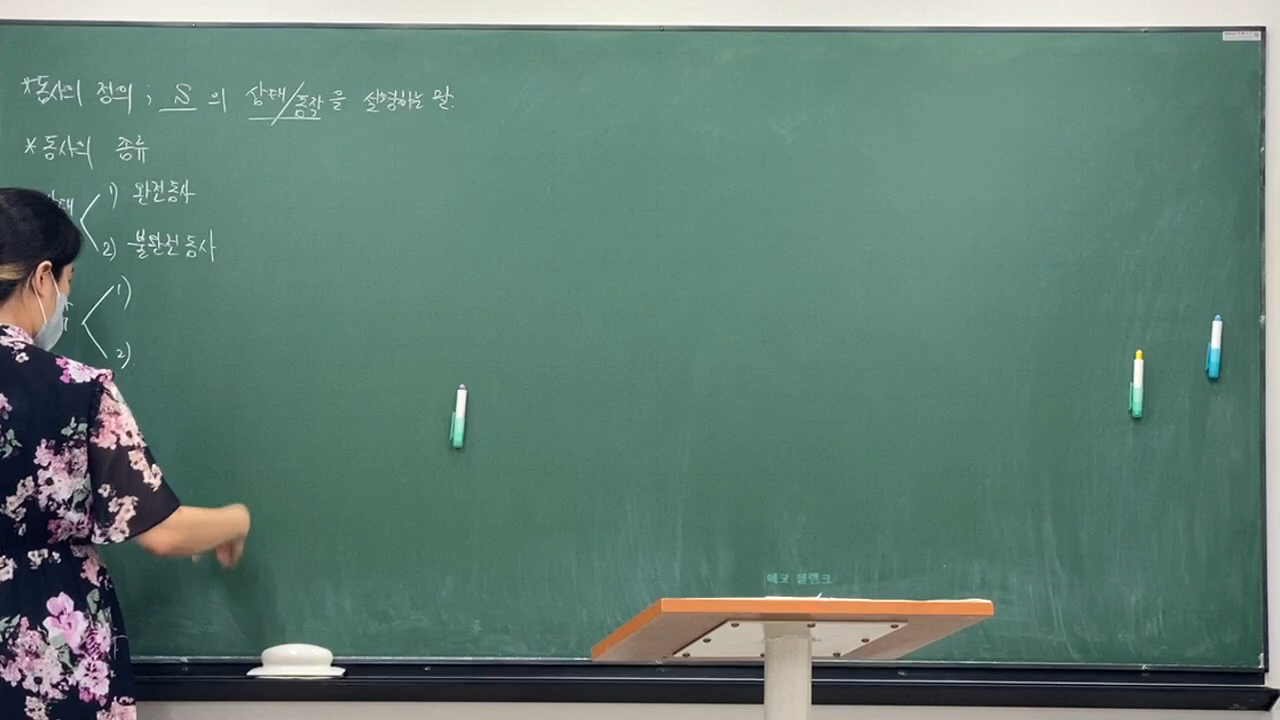 *동사의 정의 ; S 의 상태/동작을 설명하는 말.
*동사의 종류
1) 완전동사
2) 불완전동사
1)
2)
에코 블랭크